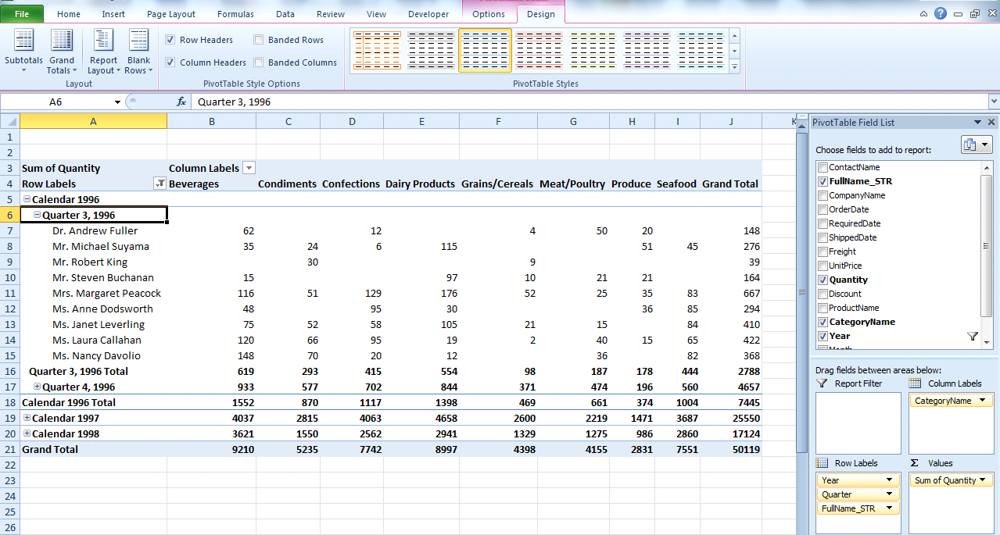 File Home Insert Page Layout Formulas Data Review View Developer Options Design
Row Headers Banded Rows
Subtotals Grand Totals Report Layout Blank Rows
Column Headers Banded Columns
Layout PivotTable Style Options PivotTable Styles
A6 fx Quarter 3, 1996
A B C D E F G H I J K
1
2
3 Sum of Quantity Column Labels
4 Row Labels Beverages Condiments Confections Dairy Products Grains/Cereals Meat/Poultry Produce Seafood Grand Total
5 Calendar 1996
6 Quarter 3, 1996
7 Dr. Andrew Fuller 62 12 4 50 20 148
8 Mr. Michael Suyama 35 24 6 115 51 45 276
9 Mr. Robert King 30 9 39
10 Mr. Steven Buchanan 15 97 10 21 21 164
11 Mrs. Margaret Peacock 116 51 129 176 52 25 35 83 667
12 Ms. Anne Dodsworth 48 95 30 36 85 294
13 Ms. Janet Leverling 75 52 58 105 21 15 84 410
14 Ms. Laura Callahan 120 66 95 19 2 40 15 65 422
15 Ms. Nancy Davolio 148 70 20 12 36 82 368
16 Quarter 3, 1996 Total 619 293 415 554 98 187 178 444 2788
17 Quarter 4, 1996 933 577 702 844 371 474 196 560 4657
18 Calendar 1996 Total 1552 870 1117 1398 469 661 374 1004 7445
19 Calendar 1997 4037 2815 4063 4658 2600 2219 1471 3687 25550
20 Calendar 1998 3621 1550 2562 2941 1329 1275 986 2860 17124
21 Grand Total 9210 5235 7742 8997 4398 4155 2831 7551 50119
22
23
24
25
26
PivotTable Field List
Choose fields to add to report:
ContactName
FullName_STR
CompanyName
OrderDate
RequiredDate
ShippedDate
Freight
UnitPrice
Quantity
Discount
ProductName
CategoryName
Year
Drag fields between areas below:
Report Filter Column Labels
CategoryName
Row Labels Σ Values
Year Sum of Quantity
Quarter
FullName_STR